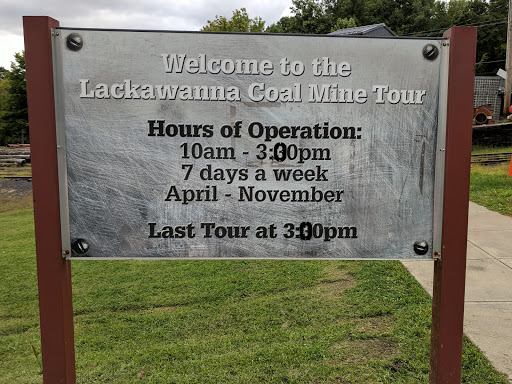 Welcome to the
Lackawanna Coal Mine Tour
Hours of Operation:
10am - 3:00pm
7 days a week
April - November
Last Tour at 3:00pm